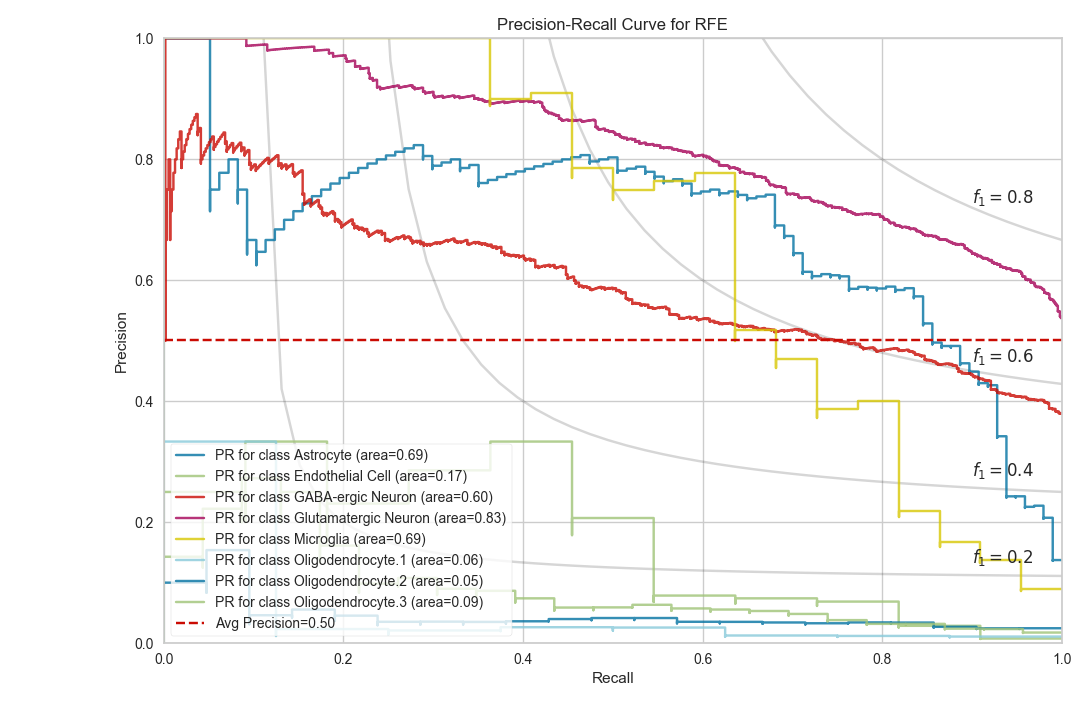 Precision-Recall Curve for RFE
1.0
0.8
0.6
0.4
0.2
0.0
Precision
f1 = 0.8
f1 = 0.6
f1 = 0.4
f1 = 0.2
PR for class Astrocyte (area=0.69)
PR for class Endothelial Cell (area=0.17)
PR for class GABA-ergic Neuron (area=0.60)
PR for class Glutamatergic Neuron (area=0.83)
PR for class Microglia (area=0.69)
PR for class Oligodendrocyte.1 (area=0.06)
PR for class Oligodendrocyte.2 (area=0.05)
PR for class Oligodendrocyte.3 (area=0.09)
Avg Precision=0.50
0.0 0.2 0.4 0.6 0.8 1.0
Recall